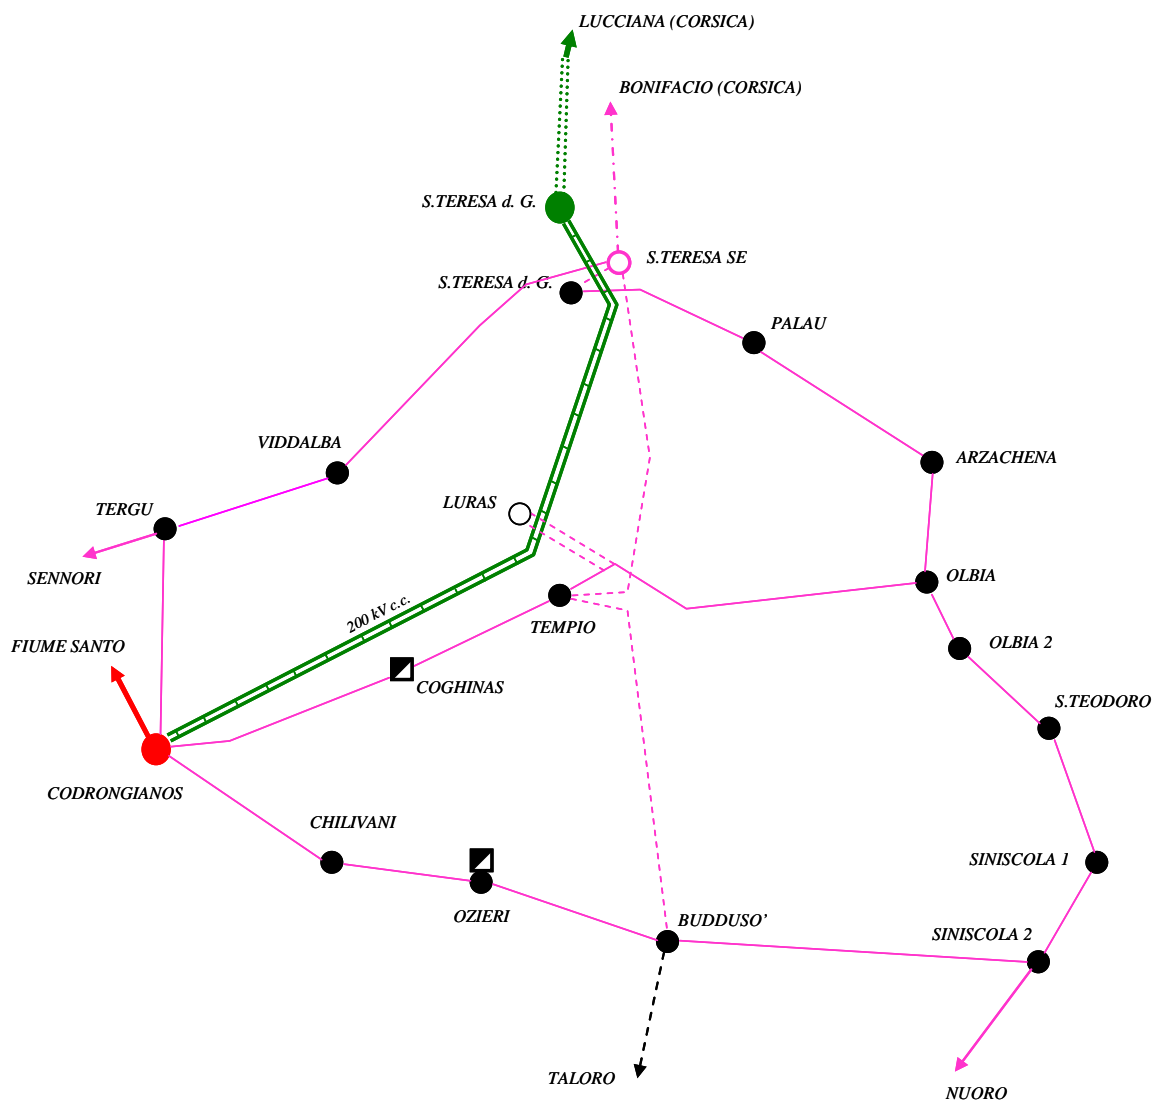 LUCCIANA (CORSICA)
BONIFACIO (CORSICA)
S.TERESA d. G.
S.TERESA SE
S.TERESA d. G.
PALAU
VIDDALBA
ARZACHENA
LURAS
TERGU
SENNORI
OLBIA
200 kV c.c.
TEMPIO
OLBIA 2
FIUME SANTO
COGHINAS
S.TEODORO
CODRONGIANOS
CHILIVANI
SINISCOLA 1
OZIERI
BUDDUSO’
SINISCOLA 2
TALORO
NUORO